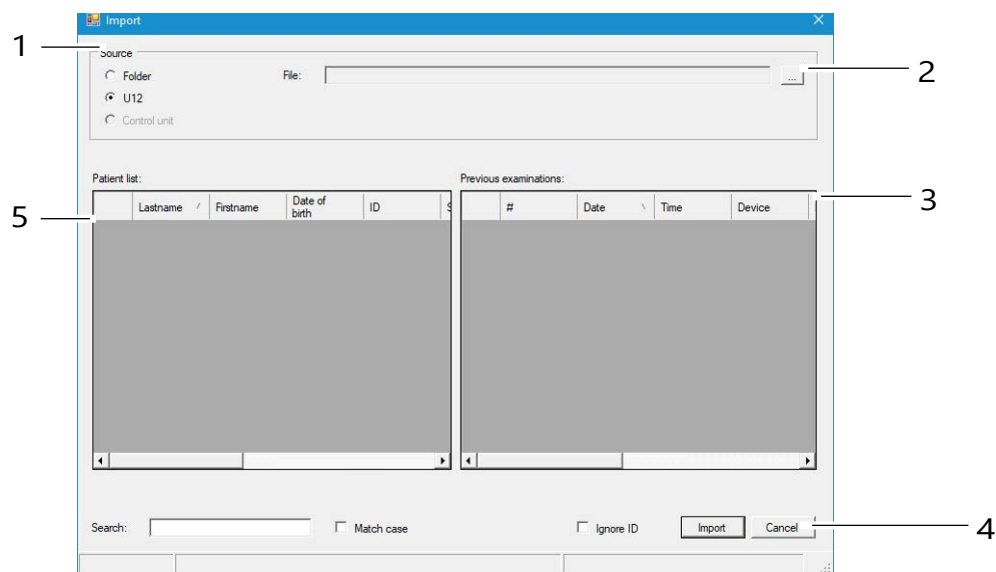 Import
1
Source
Folder
File:
...
2
U12
Control unit
Patient list:
Previous examinations:
Lastname / Firstname Date of birth ID S
# Date \ Time Device
3
5
Search:
Match case
Ignore ID
Import
Cancel
4